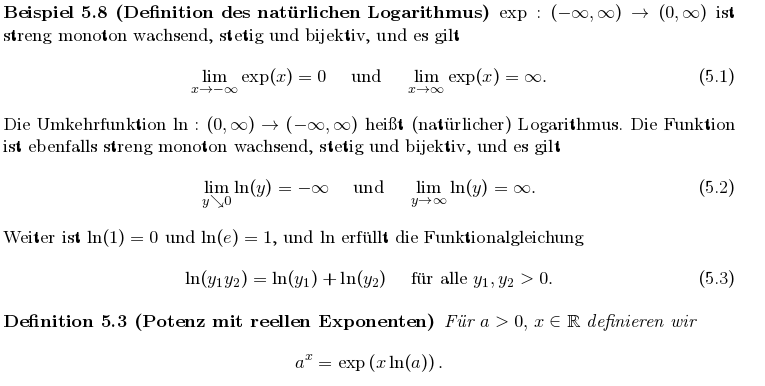 Beispiel 5.8 (Definition des natürlichen Logarithmus) exp : (−∞, ∞) → (0, ∞) ist
streng monoton wachsend, stetig und bijektiv, und es gilt
lim_{x→−∞} exp(x) = 0 und lim_{x→∞} exp(x) = ∞. (5.1)
Die Umkehrfunktion ln : (0, ∞) → (−∞, ∞) heißt (natürlicher) Logarithmus. Die Funktion
ist ebenfalls streng monoton wachsend, stetig und bijektiv, und es gilt
lim_{y↘0} ln(y) = −∞ und lim_{y→∞} ln(y) = ∞. (5.2)
Weiter ist ln(1) = 0 und ln(e) = 1, und ln erfüllt die Funktionalgleichung
ln(y₁y₂) = ln(y₁) + ln(y₂) für alle y₁, y₂ > 0. (5.3)
Definition 5.3 (Potenz mit reellen Exponenten) Für a > 0, x ∈ ℝ definieren wir
aˣ = exp (x ln(a)) .